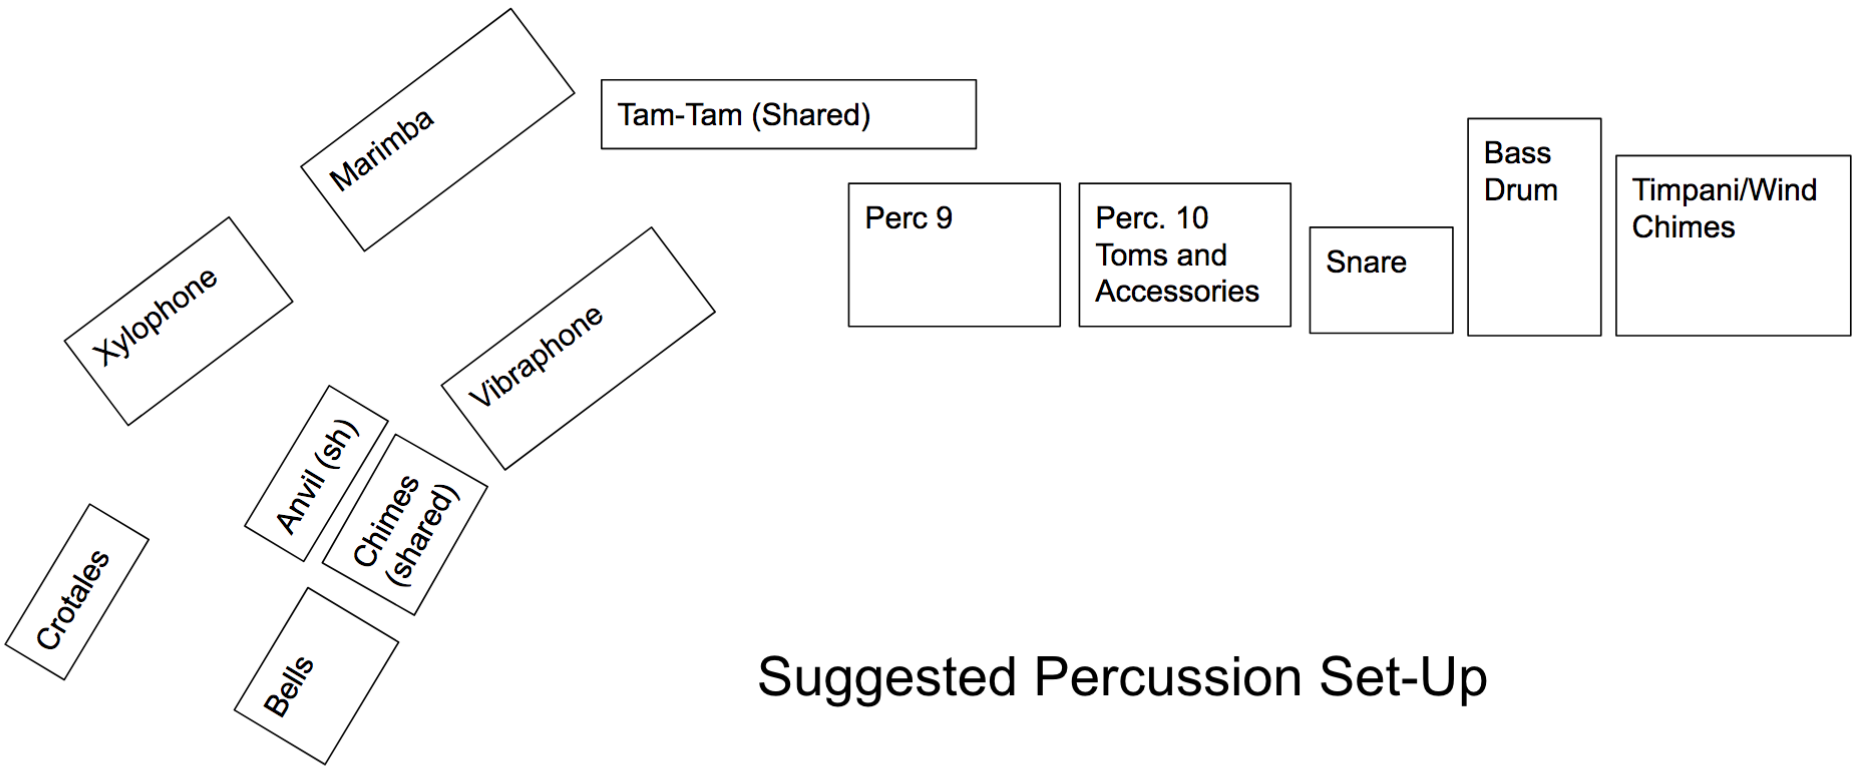 Marimba
Tam-Tam (Shared)
Bass
Drum
Timpani/Wind
Chimes
Perc 9
Perc. 10
Toms and
Accessories
Snare
Xylophone
Vibraphone
Anvil (sh)
Chimes
(shared)
Crotales
Bells
Suggested Percussion Set-Up